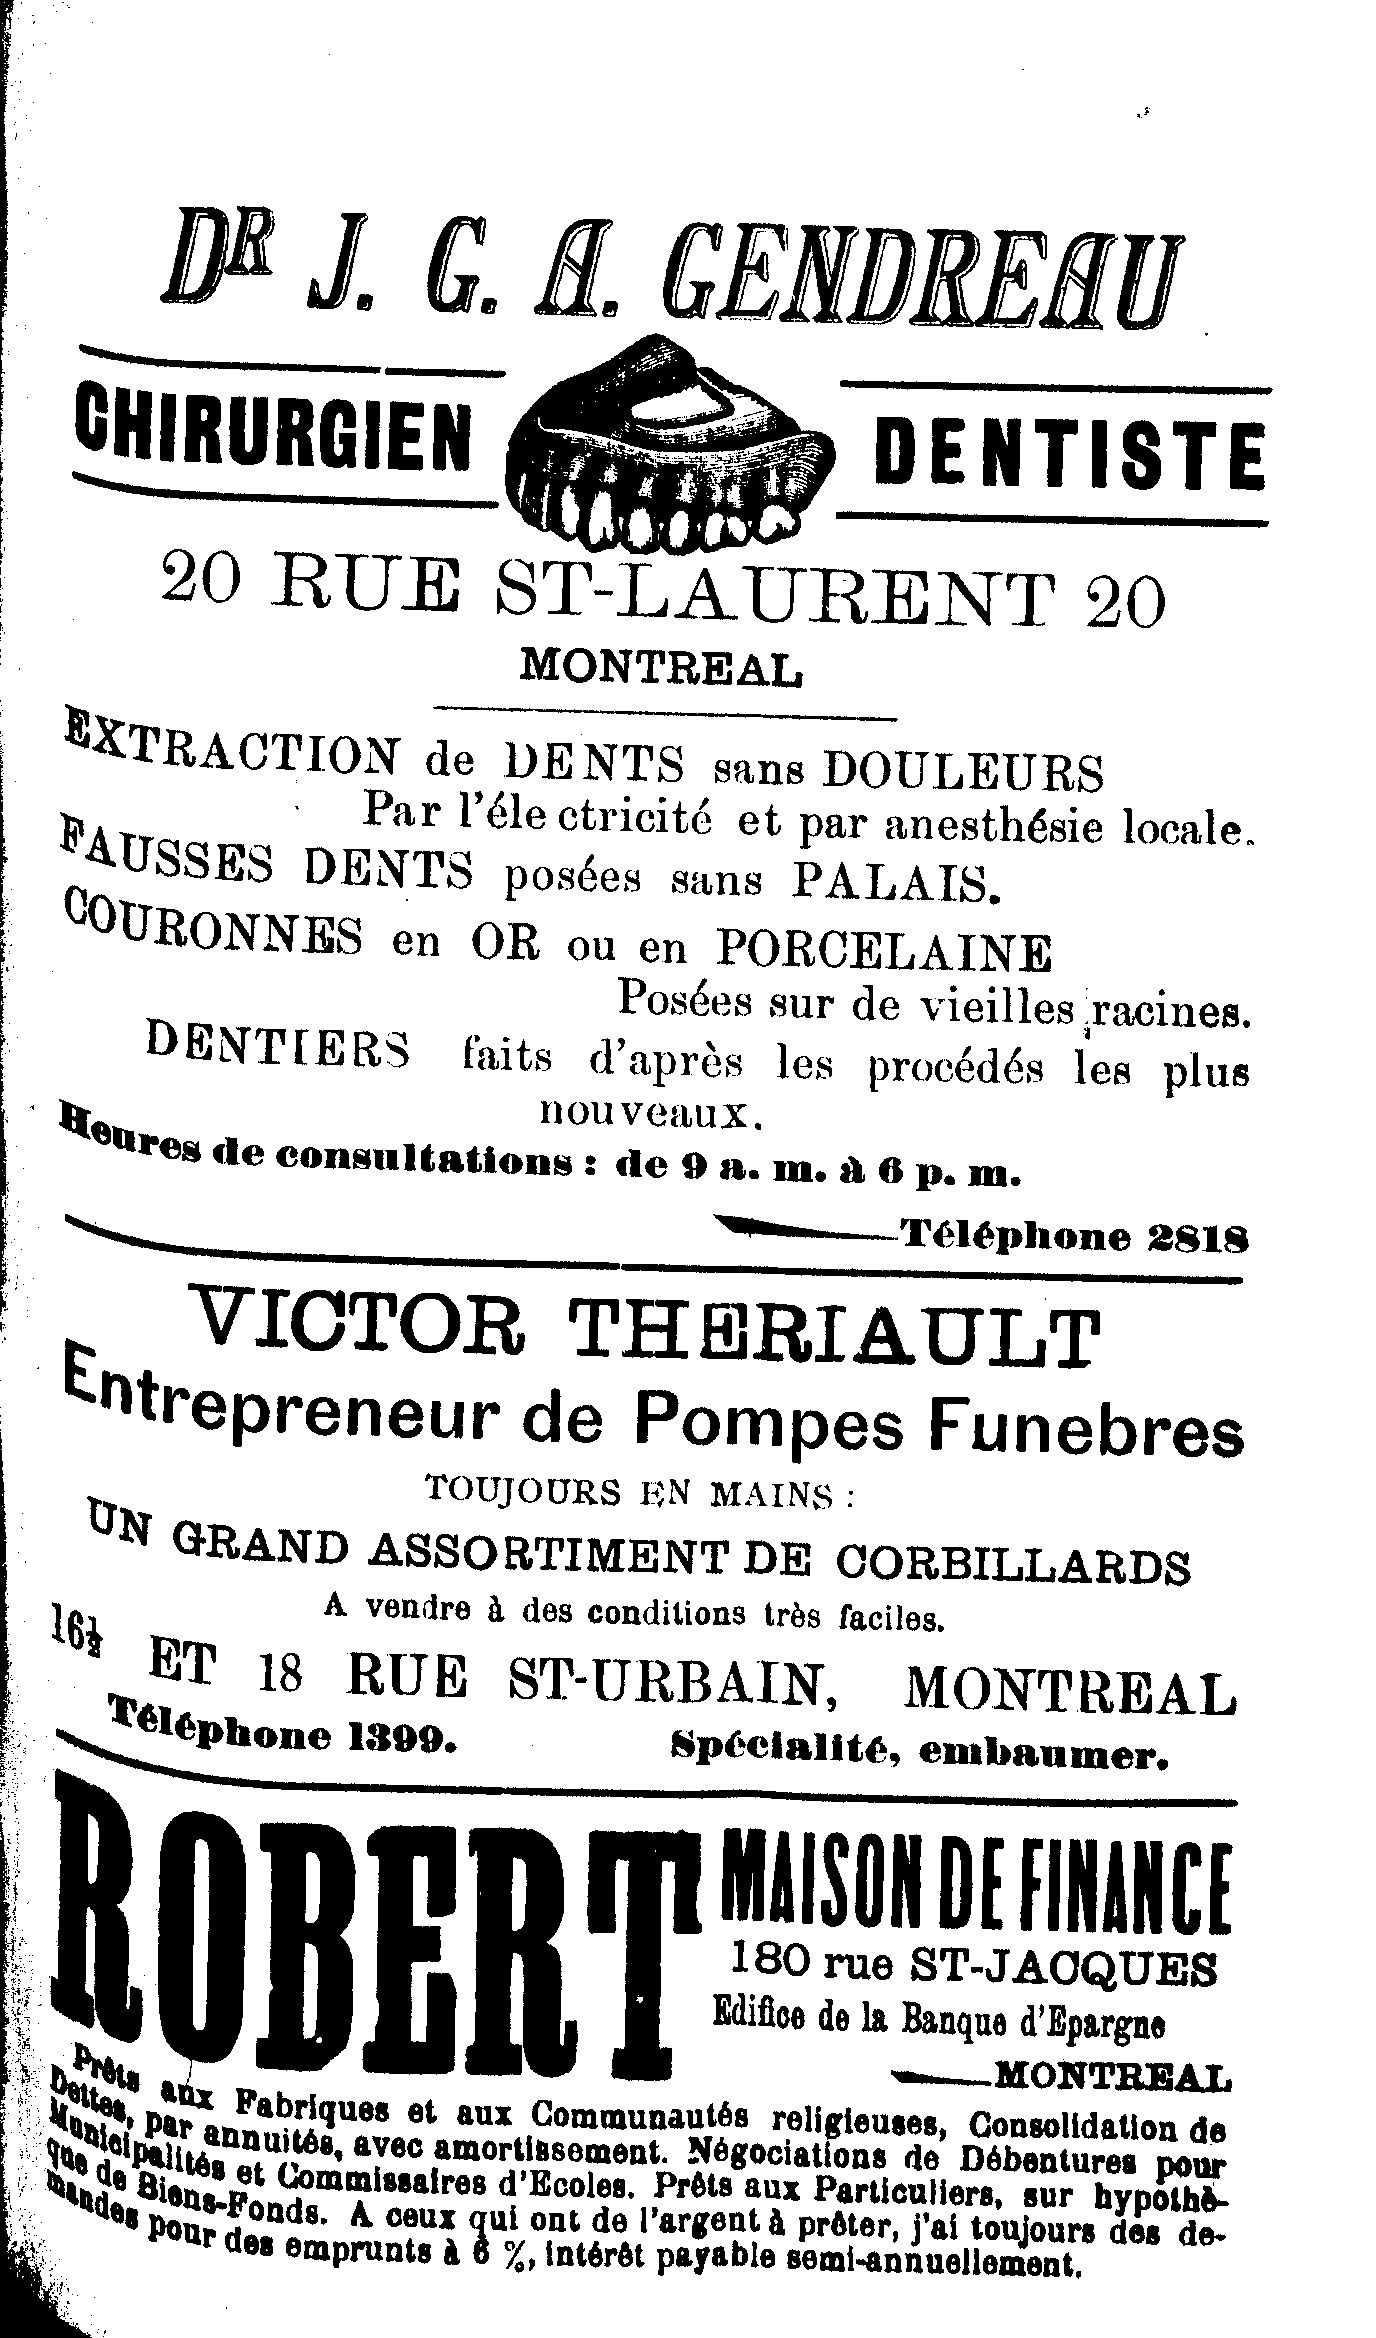 DR J. G. A. GENDREAU
CHIRURGIEN DENTISTE
20 RUE ST-LAURENT 20
MONTREAL
EXTRACTION de DENTS sans DOULEURS
Par l'électricité et par anesthésie locale.
FAUSSES DENTS posées sans PALAIS.
COURONNES en OR ou en PORCELAINE
Posées sur de vieilles racines.
DENTIERS faits d'après les procédés les plus
nouveaux.
Heures de consultations : de 9 a. m. à 6 p. m.
Téléphone 2818
VICTOR THERIAULT
Entrepreneur de Pompes Funebres
TOUJOURS EN MAINS :
UN GRAND ASSORTIMENT DE CORBILLARDS
A vendre à des conditions très faciles.
16½ ET 18 RUE ST-URBAIN, MONTREAL
Téléphone 1399. Spécialité, embaumer.
ROBERT MAISON DE FINANCE
180 rue ST-JACQUES
Edifice de la Banque d'Epargne
MONTREAL
Prêts aux Fabriques et aux Communautés religieuses, Consolidation de
Dettes, par annuités, avec amortissement. Négociations de Débentures pour
Municipalités et Commissaires d'Ecoles. Prêts aux Particuliers, sur hypothè-
que de Biens-Fonds. A ceux qui ont de l'argent à prêter, j'ai toujours des de-
mandes pour des emprunts à 6 %, intérêt payable semi-annuellement.